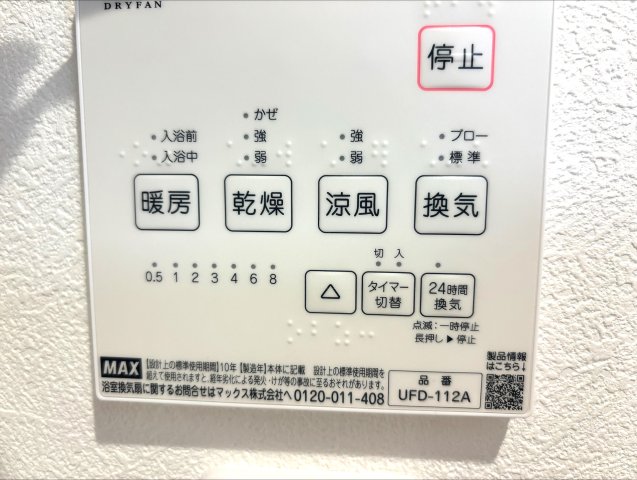 DRYFAN
停止
かぜ
入浴前
強
強
ブロー
入浴中
弱
弱
標準
暖房
乾燥
涼風
換気
切 入
0.5 1 2 3 4 6 8
△
タイマー
切替
24時間
換気
点滅:一時停止
長押し▶停止
製品情報
はこちら↓
MAX
【設計上の標準使用期間】10年【製造年】本体に記載 設計上の標準使用期間を
超えて使用されますと、経年劣化による発火・けが等の事故に至るおそれがあります。
浴室換気扇に関するお問合せはマックス株式会社へ 0120-011-408
品番
UFD-112A